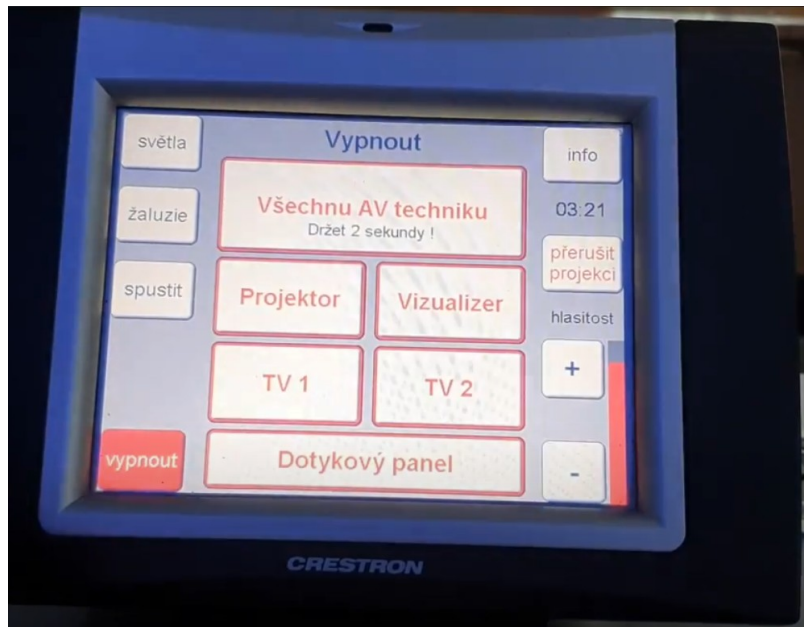 Vypnout
světla
žaluzie
spustit
vypnout
Všechnu AV techniku
Držet 2 sekundy !
Projektor
Vizualizer
TV 1
TV 2
Dotykový panel
info
03:21
přerušit
projekci
hlasitost
+
-
CRESTRON